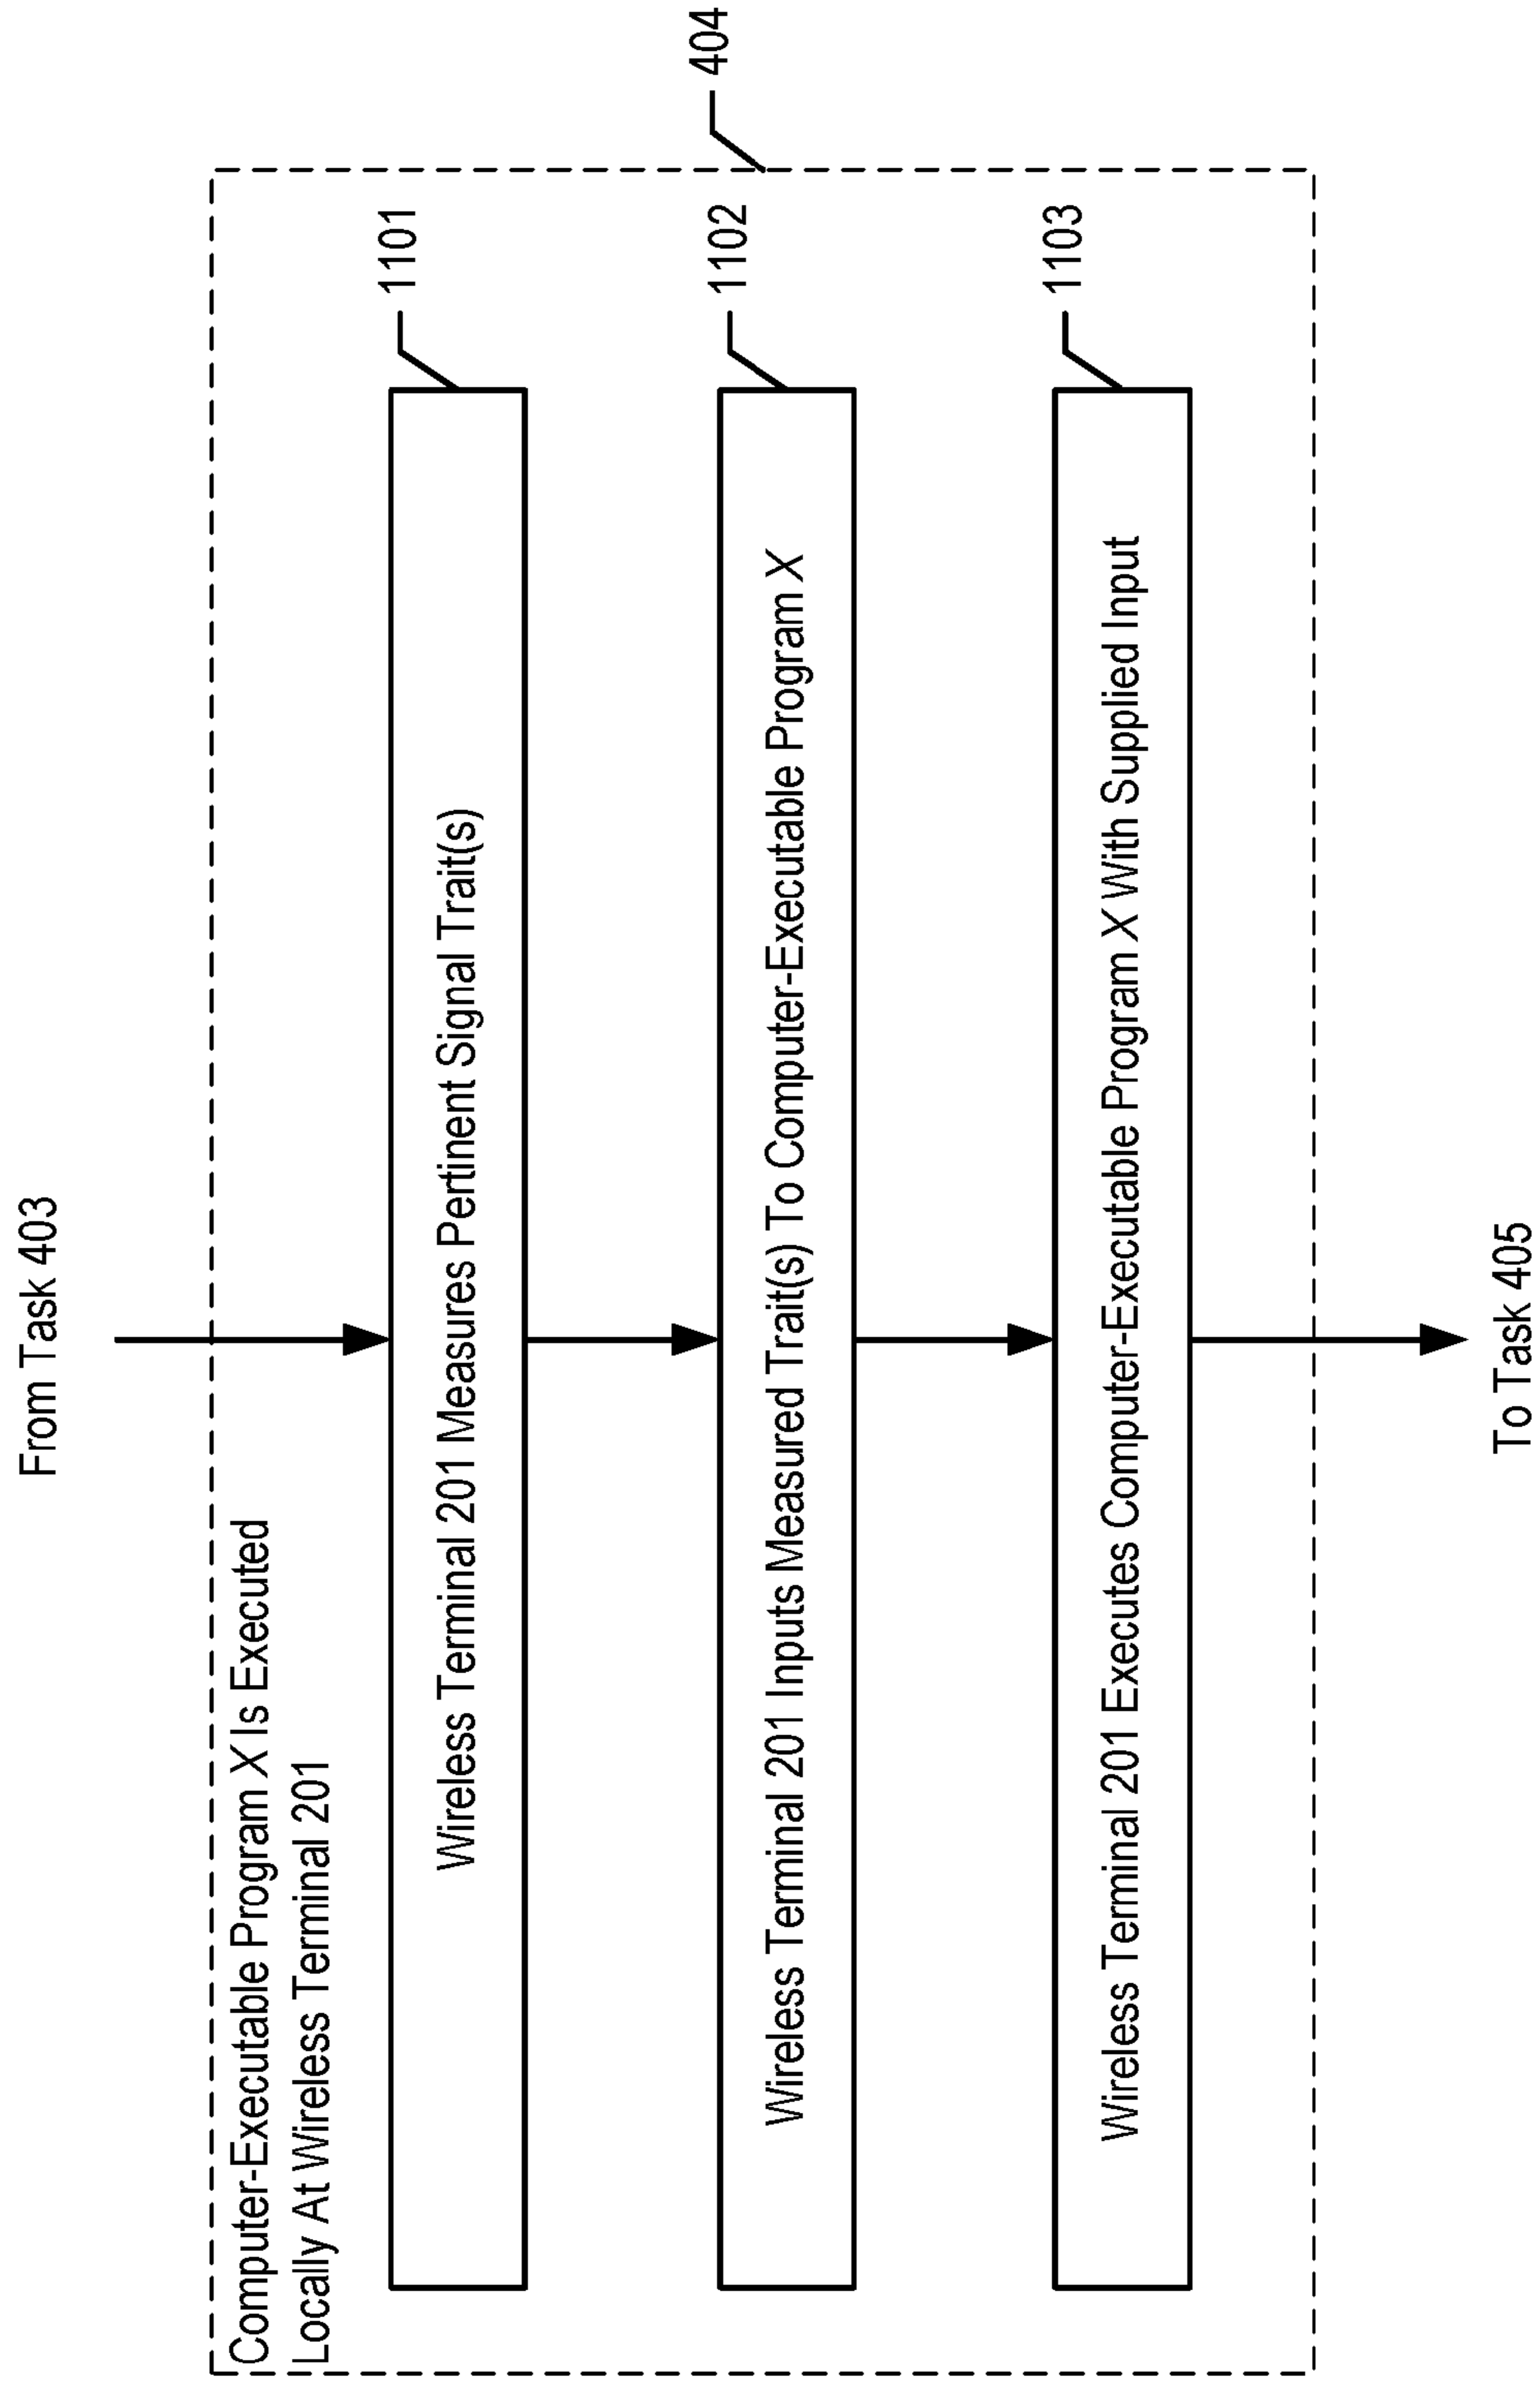 From Task 403
Computer-Executable Program X Is Executed
Locally At Wireless Terminal 201
404
1101
Wireless Terminal 201 Measures Pertinent Signal Trait(s)
1102
Wireless Terminal 201 Inputs Measured Trait(s) To Computer-Executable Program X
1103
Wireless Terminal 201 Executes Computer-Executable Program X With Supplied Input
To Task 405